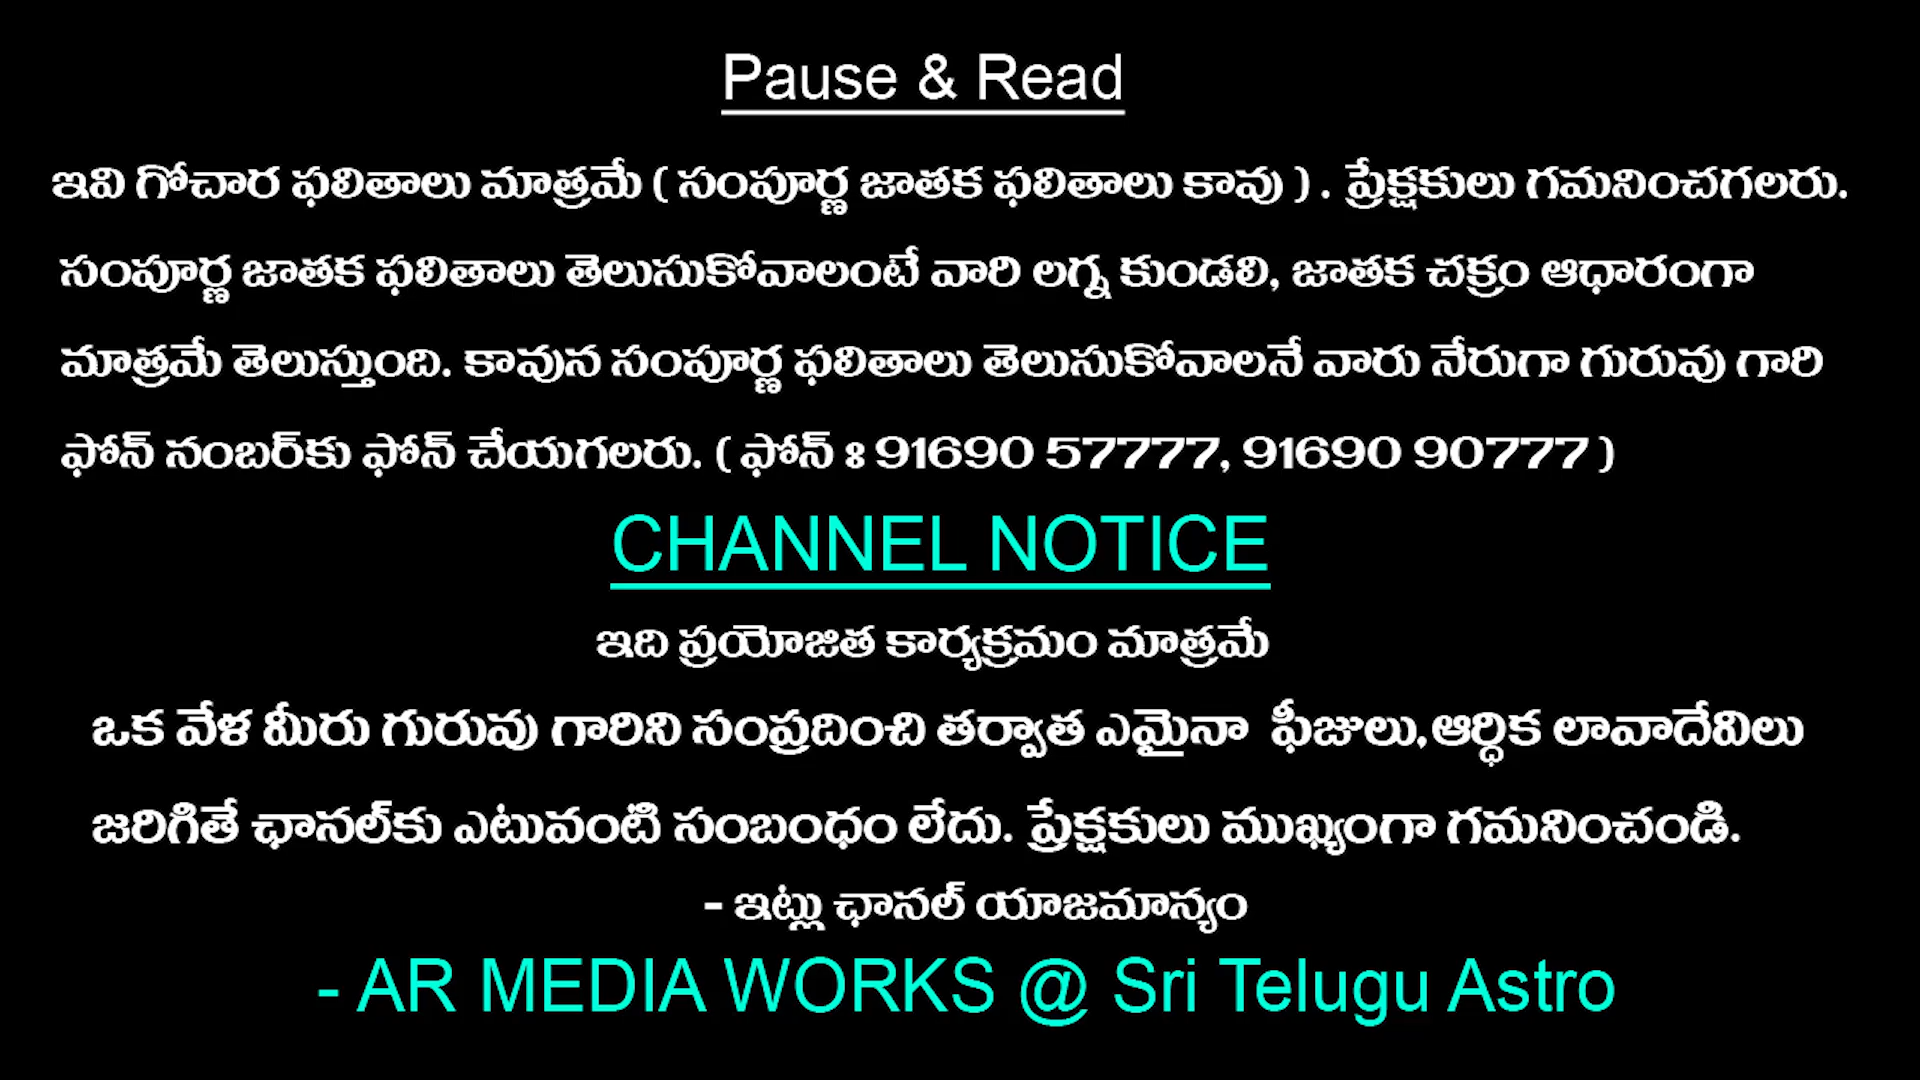 Pause & Read
ఇవి గోచార ఫలితాలు మాత్రమే ( సంపూర్ణ జాతక ఫలితాలు కావు ) . ప్రేక్షకులు గమనించగలరు.
సంపూర్ణ జాతక ఫలితాలు తెలుసుకోవాలంటే వారి లగ్న కుండలి, జాతక చక్రం ఆధారంగా
మాత్రమే తెలుస్తుంది. కావున సంపూర్ణ ఫలితాలు తెలుసుకోవాలనే వారు నేరుగా గురువు గారి
ఫోన్ నంబర్‌కు ఫోన్ చేయగలరు. ( ఫోన్ ః 91690 57777, 91690 90777 )
CHANNEL NOTICE
ఇది ప్రయోజిత కార్యక్రమం మాత్రమే
ఒక వేళ మీరు గురువు గారిని సంప్రదించి తర్వాత ఎమైనా ఫీజులు,ఆర్ధిక లావాదేవిలు
జరిగితే ఛానల్‌కు ఎటువంటి సంబంధం లేదు. ప్రేక్షకులు ముఖ్యంగా గమనించండి.
- ఇట్లు ఛానల్ యాజమాన్యం
- AR MEDIA WORKS @ Sri Telugu Astro